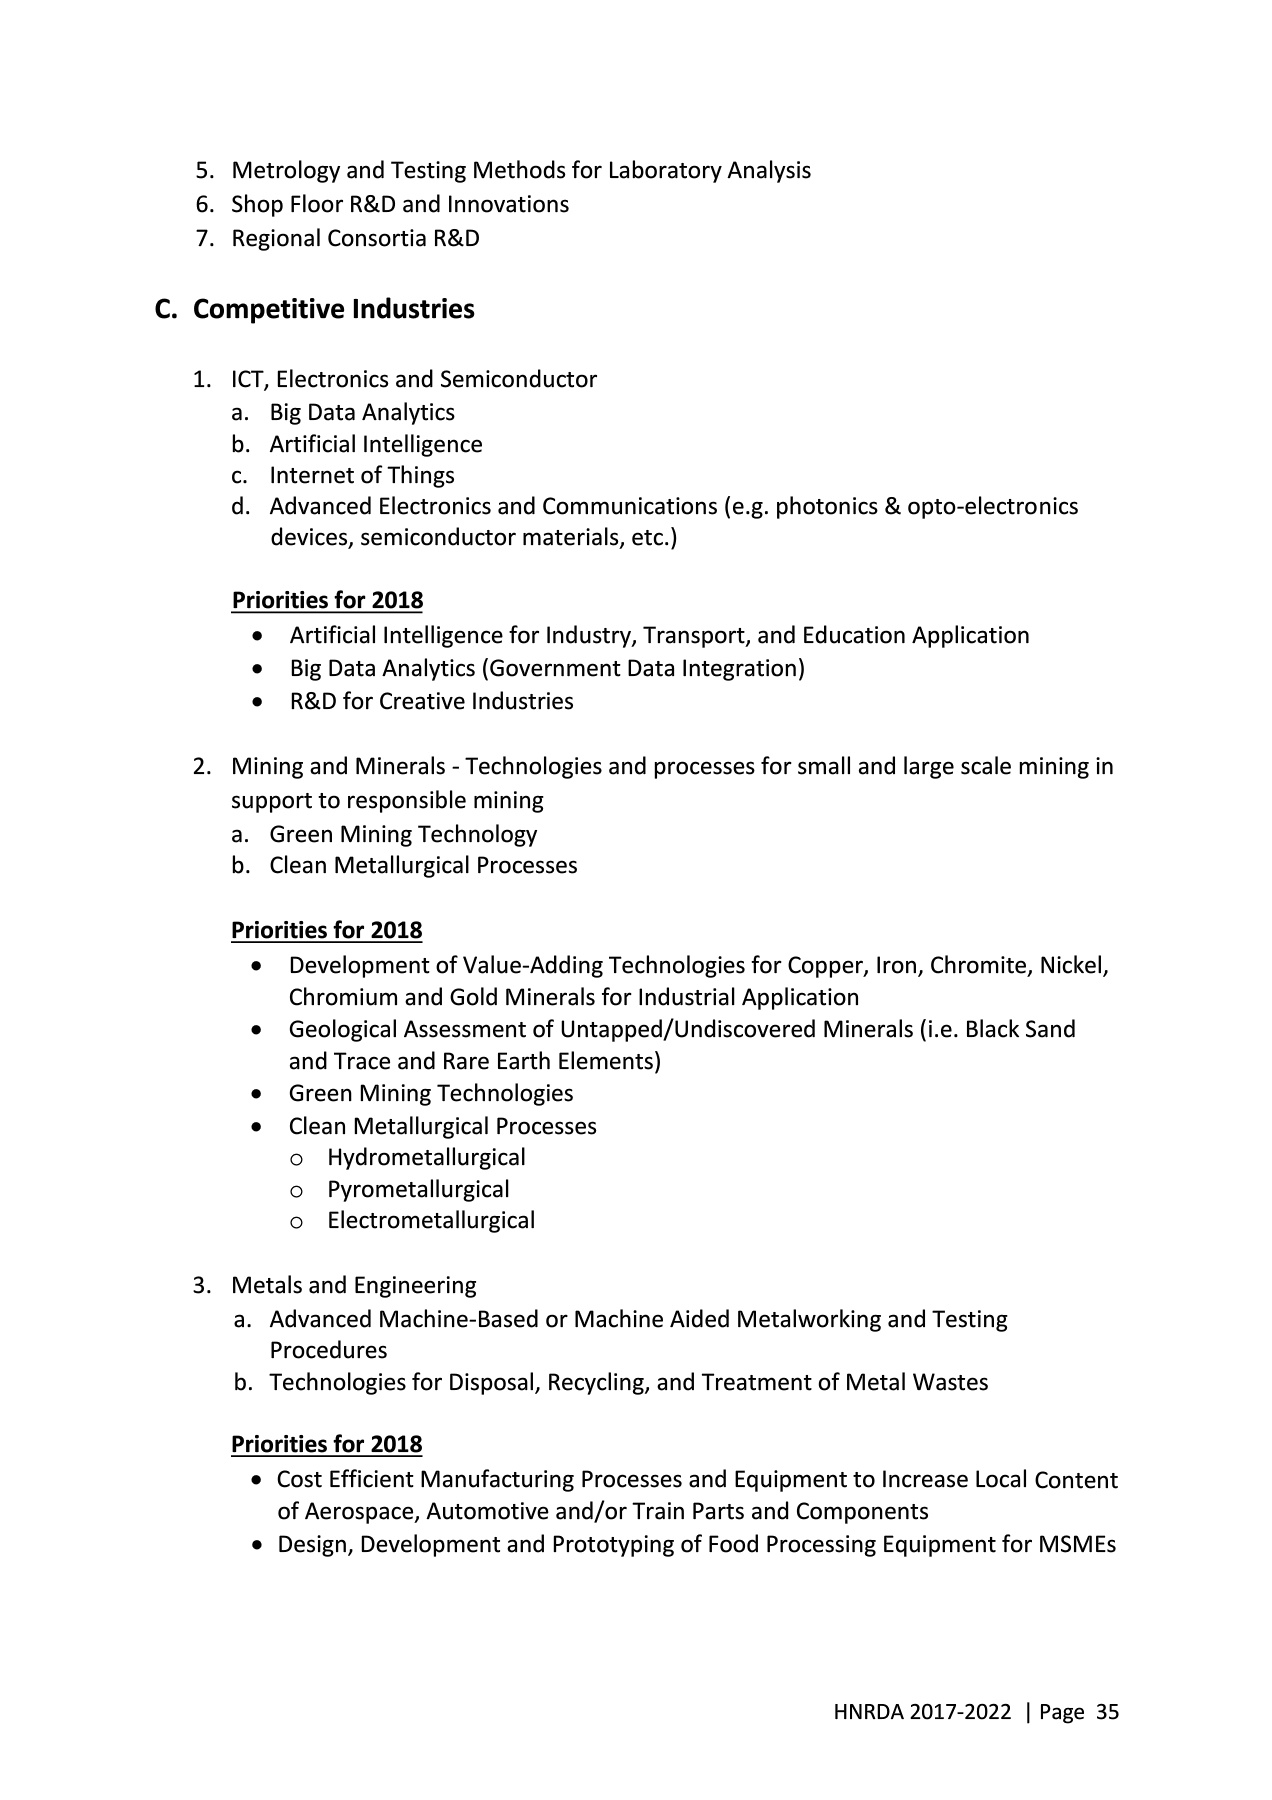 5. Metrology and Testing Methods for Laboratory Analysis
6. Shop Floor R&D and Innovations
7. Regional Consortia R&D
C. Competitive Industries
1. ICT, Electronics and Semiconductor
a. Big Data Analytics
b. Artificial Intelligence
c. Internet of Things
d. Advanced Electronics and Communications (e.g. photonics & opto-electronics
devices, semiconductor materials, etc.)
Priorities for 2018
• Artificial Intelligence for Industry, Transport, and Education Application
• Big Data Analytics (Government Data Integration)
• R&D for Creative Industries
2. Mining and Minerals - Technologies and processes for small and large scale mining in
support to responsible mining
a. Green Mining Technology
b. Clean Metallurgical Processes
Priorities for 2018
• Development of Value-Adding Technologies for Copper, Iron, Chromite, Nickel,
Chromium and Gold Minerals for Industrial Application
• Geological Assessment of Untapped/Undiscovered Minerals (i.e. Black Sand
and Trace and Rare Earth Elements)
• Green Mining Technologies
• Clean Metallurgical Processes
o Hydrometallurgical
o Pyrometallurgical
o Electrometallurgical
3. Metals and Engineering
a. Advanced Machine-Based or Machine Aided Metalworking and Testing
Procedures
b. Technologies for Disposal, Recycling, and Treatment of Metal Wastes
Priorities for 2018
• Cost Efficient Manufacturing Processes and Equipment to Increase Local Content
of Aerospace, Automotive and/or Train Parts and Components
• Design, Development and Prototyping of Food Processing Equipment for MSMEs
HNRDA 2017-2022 | Page 35